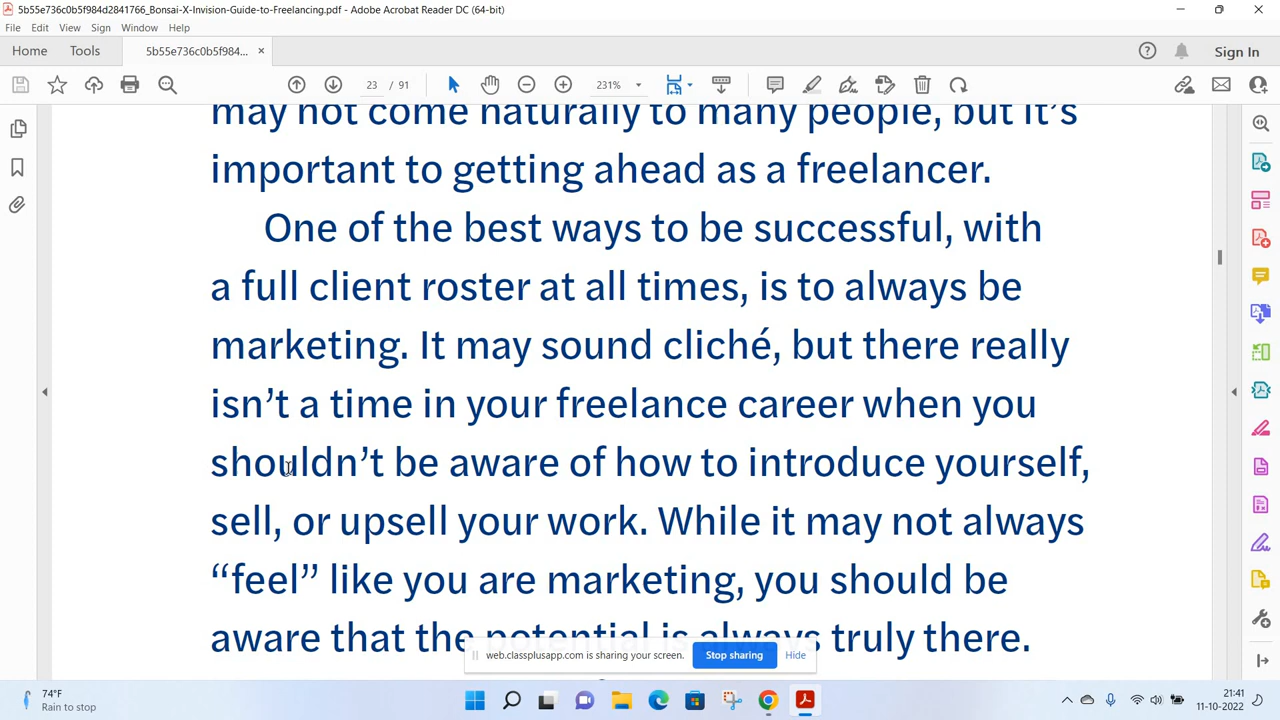 5b55e736c0b5f984d2841766_Bonsai-X-Invision-Guide-to-Freelancing.pdf - Adobe Acrobat Reader DC (64-bit)
File Edit View Sign Window Help
Home Tools 5b55e736c0b5f984... × Sign In
23 / 91 231%
may not come naturally to many people, but it’s
important to getting ahead as a freelancer.
One of the best ways to be successful, with
a full client roster at all times, is to always be
marketing. It may sound cliché, but there really
isn’t a time in your freelance career when you
shouldn’t be aware of how to introduce yourself,
sell, or upsell your work. While it may not always
“feel” like you are marketing, you should be
aware that the potential is always truly there.
web.classplusapp.com is sharing your screen. Stop sharing Hide
74°F
Rain to stop
21:41
11-10-2022